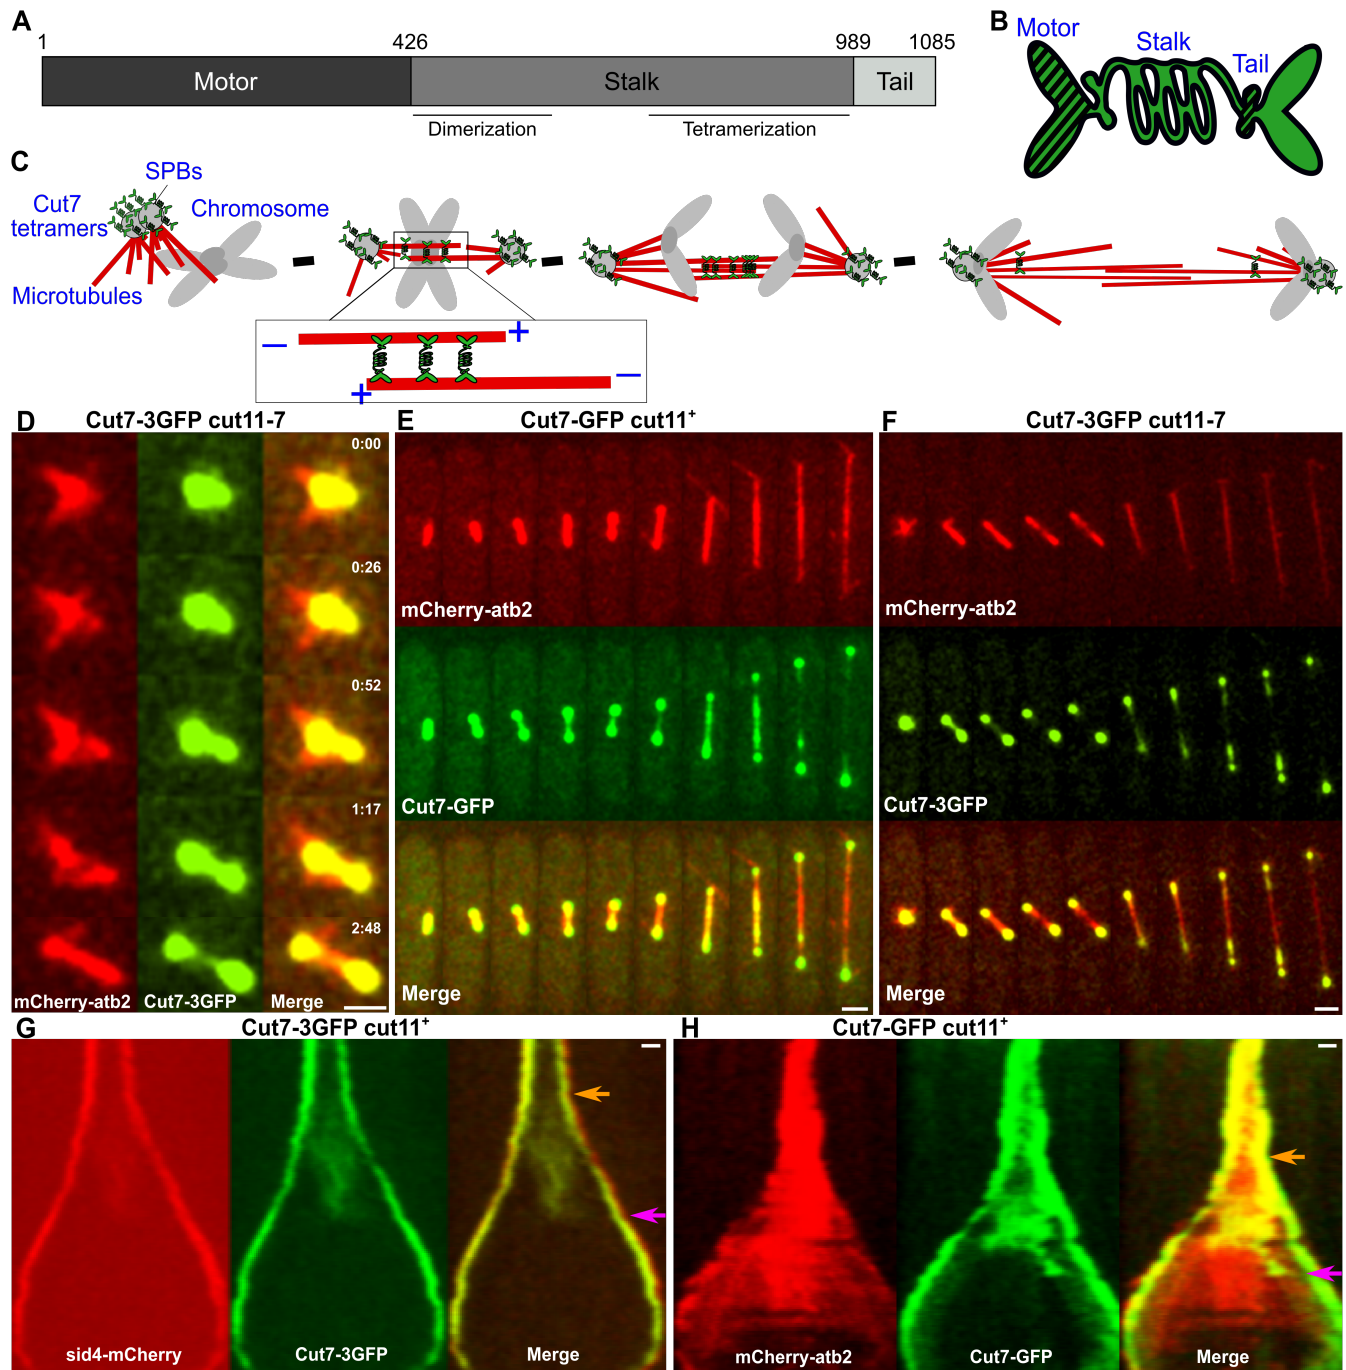 A
1
426
989
1085
Motor
Stalk
Tail
Dimerization
Tetramerization
B
Motor
Stalk
Tail
C
SPBs
Cut7
tetramers
Chromosome
Microtubules
– +
+ –
D Cut7-3GFP cut11-7
0:00
0:26
0:52
1:17
2:48
mCherry-atb2
Cut7-3GFP
Merge
E Cut7-GFP cut11+
mCherry-atb2
Cut7-GFP
Merge
F Cut7-3GFP cut11-7
mCherry-atb2
Cut7-3GFP
Merge
G Cut7-3GFP cut11+
sid4-mCherry
Cut7-3GFP
Merge
H Cut7-GFP cut11+
mCherry-atb2
Cut7-GFP
Merge